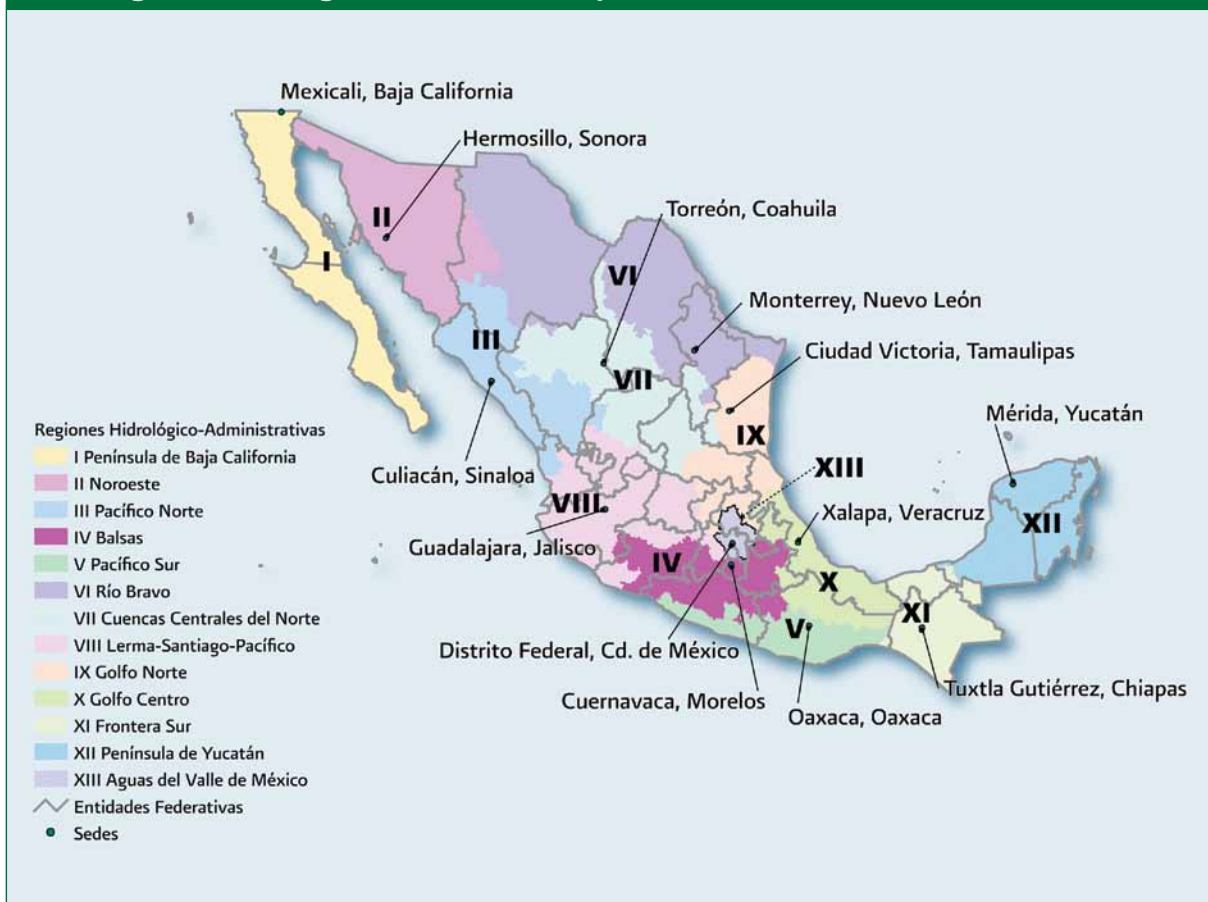 Mexicali, Baja California
Hermosillo, Sonora
Torreón, Coahuila
Monterrey, Nuevo León
Ciudad Victoria, Tamaulipas
Mérida, Yucatán
Xalapa, Veracruz
Culiacán, Sinaloa
Guadalajara, Jalisco
Distrito Federal, Cd. de México
Cuernavaca, Morelos
Oaxaca, Oaxaca
Tuxtla Gutiérrez, Chiapas
I
II
III
IV
V
VI
VII
VIII
IX
X
XI
XII
XIII
Regiones Hidrológico-Administrativas
I Península de Baja California
II Noroeste
III Pacífico Norte
IV Balsas
V Pacífico Sur
VI Río Bravo
VII Cuencas Centrales del Norte
VIII Lerma-Santiago-Pacífico
IX Golfo Norte
X Golfo Centro
XI Frontera Sur
XII Península de Yucatán
XIII Aguas del Valle de México
Entidades Federativas
Sedes